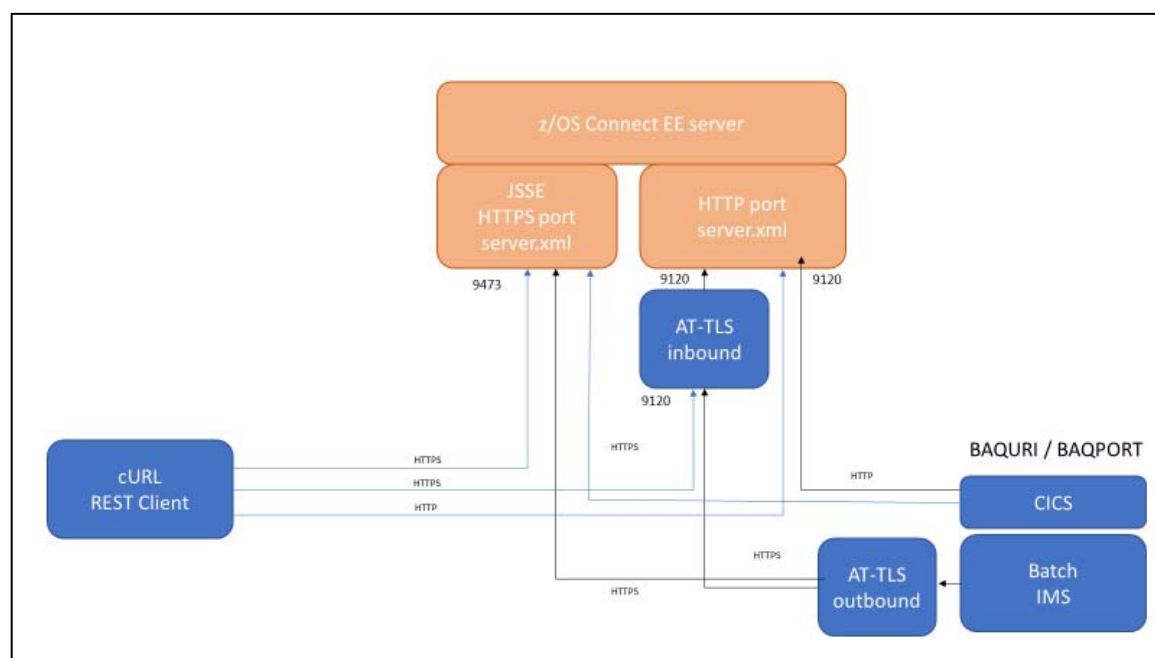 z/OS Connect EE server
JSSE
HTTPS port
server.xml
HTTP port
server.xml
9473
9120
9120
AT-TLS
inbound
9120
cURL
REST Client
HTTPS
HTTPS
HTTP
HTTPS
BAQURI / BAQPORT
HTTP
CICS
HTTPS
HTTPS
AT-TLS
outbound
Batch
IMS